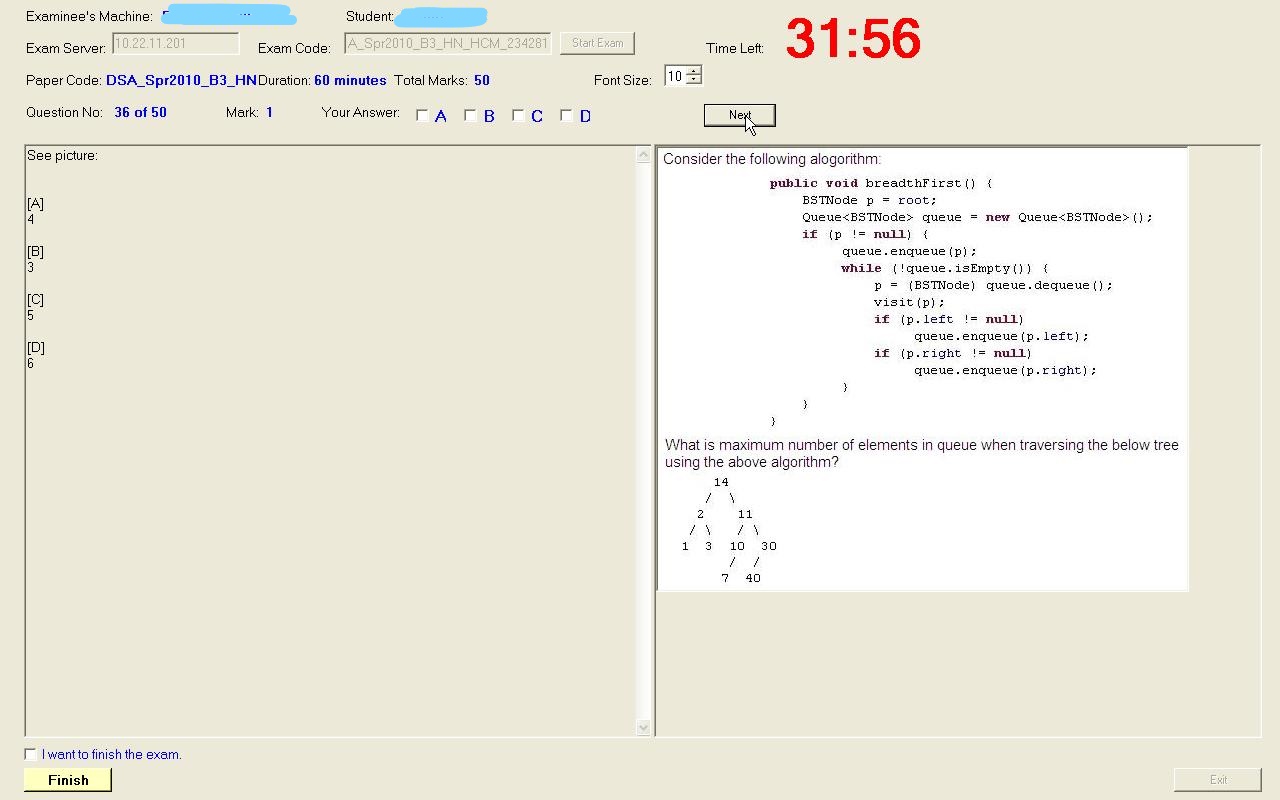 Examinee's Machine: Student:
Exam Server: 10.22.11.201 Exam Code: A_Spr2010_B3_HN_HCM_234281 Start Exam Time Left: 31:56
Paper Code: DSA_Spr2010_B3_HN Duration: 60 minutes Total Marks: 50 Font Size: 10
Question No: 36 of 50 Mark: 1 Your Answer: A B C D Next
See picture:
[A]
4
[B]
3
[C]
5
[D]
6
Consider the following alogorithm:
public void breadthFirst() {
BSTNode p = root;
Queue<BSTNode> queue = new Queue<BSTNode>();
if (p != null) {
queue.enqueue(p);
while (!queue.isEmpty()) {
p = (BSTNode) queue.dequeue();
visit(p);
if (p.left != null)
queue.enqueue(p.left);
if (p.right != null)
queue.enqueue(p.right);
}
}
}
What is maximum number of elements in queue when traversing the below tree
using the above algorithm?
14
/ \
2 11
/ \ / \
1 3 10 30
/ /
7 40
I want to finish the exam.
Finish Exit